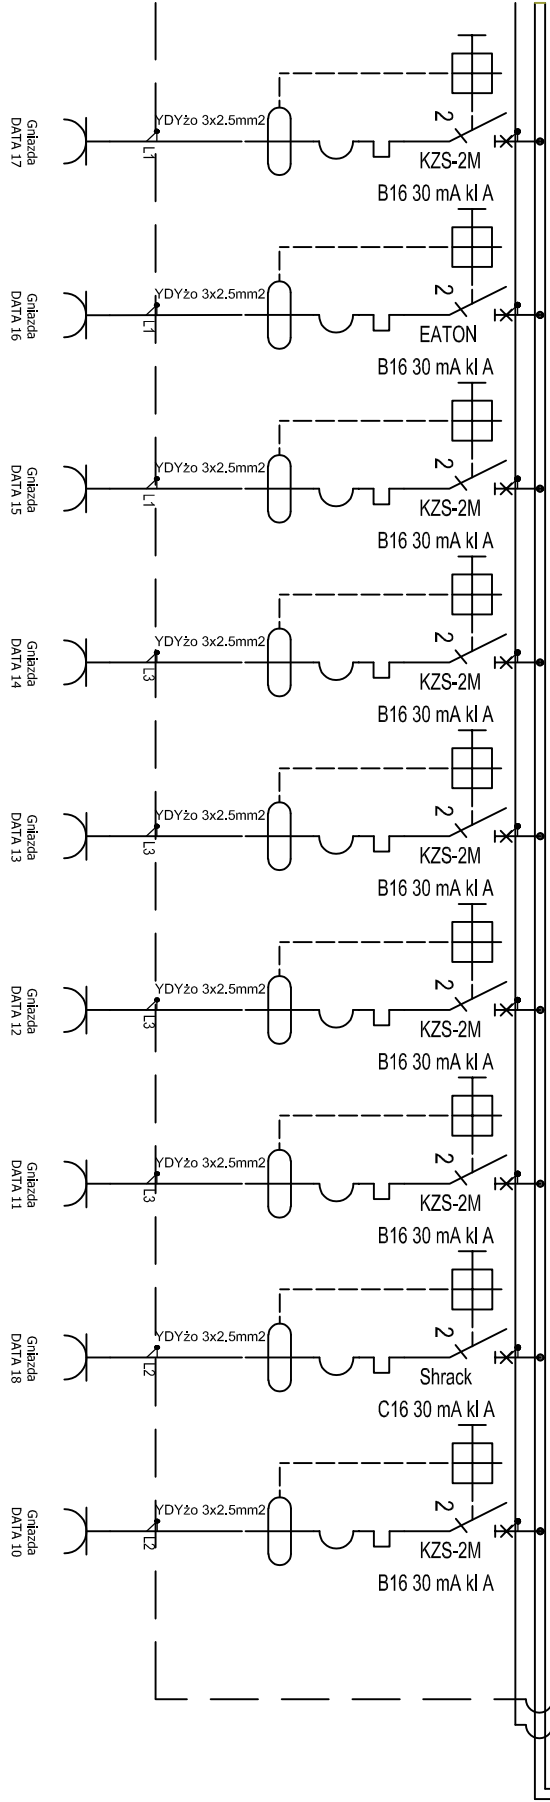 YDYżo 3x2.5mm2
2
L1
KZS-2M
B16 30 mA kl A
Gniazda
DATA 17
YDYżo 3x2.5mm2
2
L1
EATON
B16 30 mA kl A
Gniazda
DATA 16
YDYżo 3x2.5mm2
2
L1
KZS-2M
B16 30 mA kl A
Gniazda
DATA 15
YDYżo 3x2.5mm2
2
L3
KZS-2M
B16 30 mA kl A
Gniazda
DATA 14
YDYżo 3x2.5mm2
2
L3
KZS-2M
B16 30 mA kl A
Gniazda
DATA 13
YDYżo 3x2.5mm2
2
L3
KZS-2M
B16 30 mA kl A
Gniazda
DATA 12
YDYżo 3x2.5mm2
2
L3
KZS-2M
B16 30 mA kl A
Gniazda
DATA 11
YDYżo 3x2.5mm2
2
L2
Shrack
C16 30 mA kl A
Gniazda
DATA 18
YDYżo 3x2.5mm2
2
L2
KZS-2M
B16 30 mA kl A
Gniazda
DATA 10